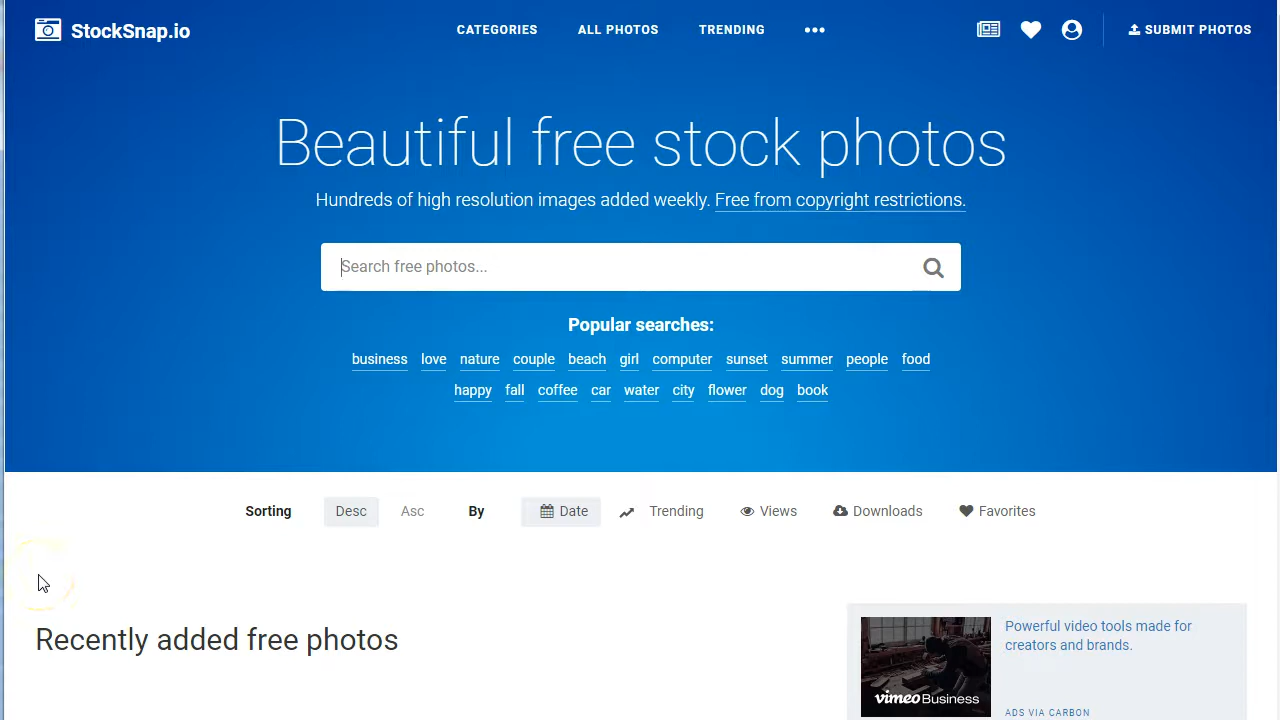 StockSnap.io
CATEGORIES ALL PHOTOS TRENDING
SUBMIT PHOTOS
Beautiful free stock photos
Hundreds of high resolution images added weekly. Free from copyright restrictions.
Search free photos...
Popular searches:
business love nature couple beach girl computer sunset summer people food
happy fall coffee car water city flower dog book
Sorting Desc Asc By Date Trending Views Downloads Favorites
Recently added free photos
Powerful video tools made for
creators and brands.
vimeo Business
ADS VIA CARBON